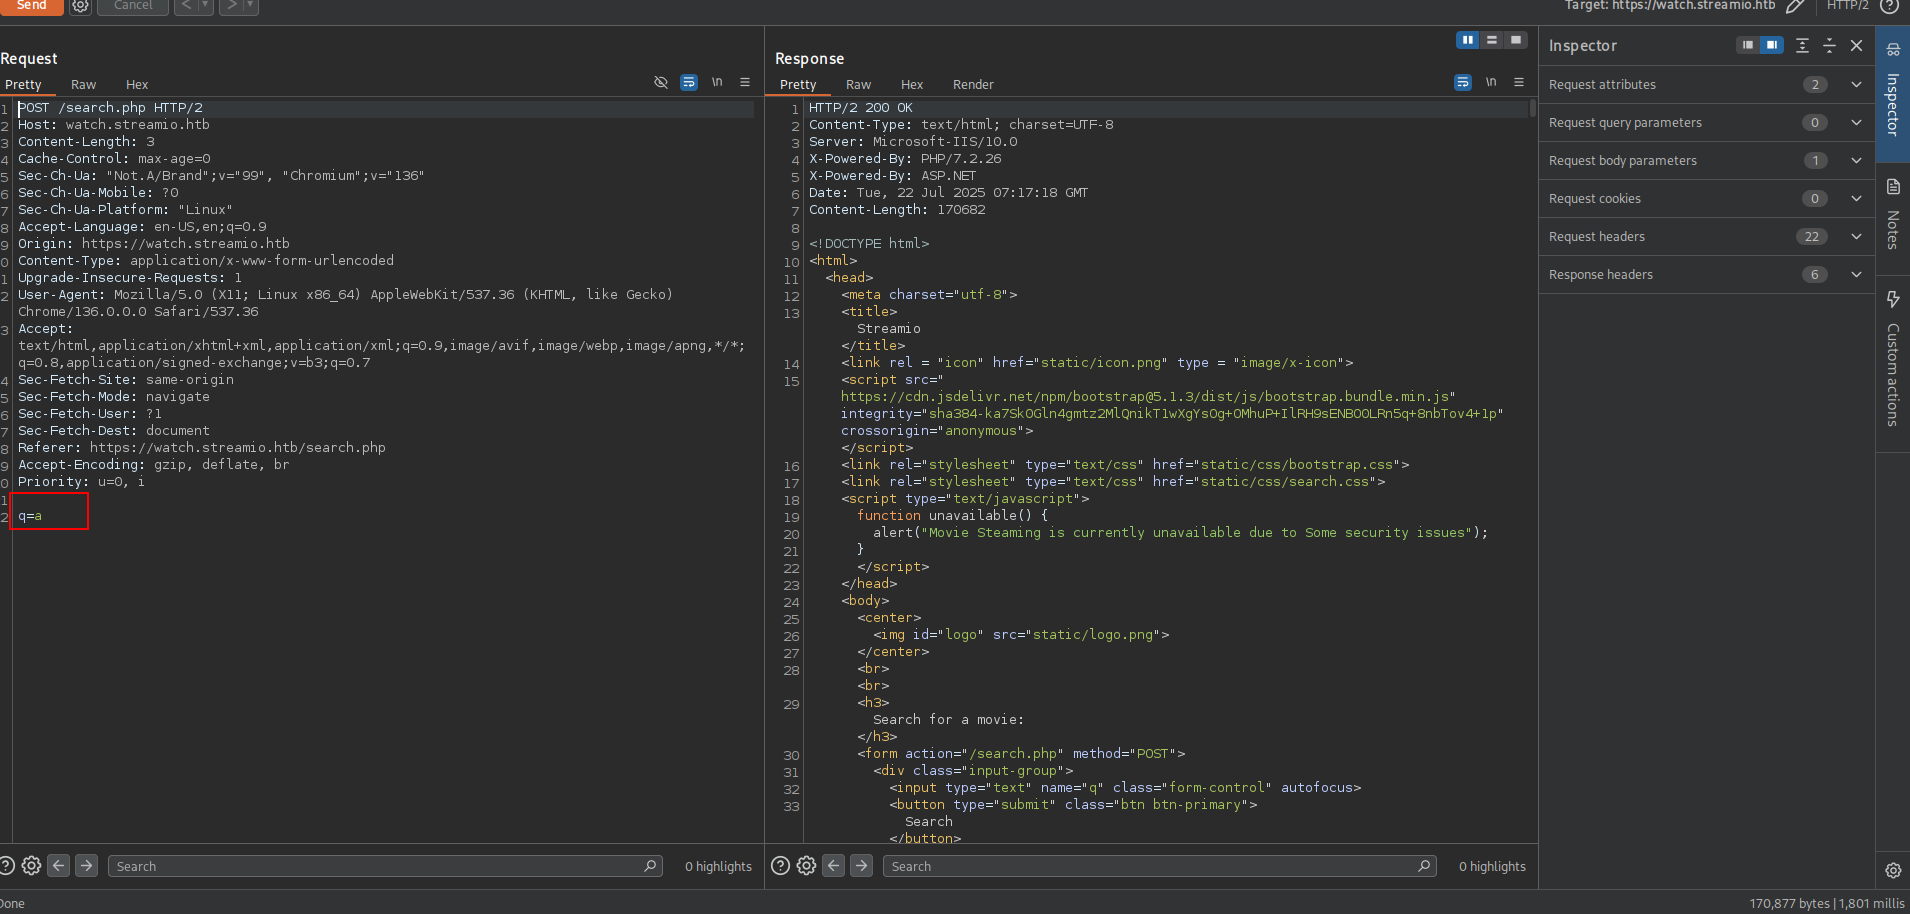 Send Cancel < > Target: https://watch.streamio.htb HTTP/2
Request
Pretty Raw Hex \n
1 POST /search.php HTTP/2
2 Host: watch.streamio.htb
3 Content-Length: 3
4 Cache-Control: max-age=0
5 Sec-Ch-Ua: "Not.A/Brand";v="99", "Chromium";v="136"
6 Sec-Ch-Ua-Mobile: ?0
7 Sec-Ch-Ua-Platform: "Linux"
8 Accept-Language: en-US,en;q=0.9
9 Origin: https://watch.streamio.htb
0 Content-Type: application/x-www-form-urlencoded
1 Upgrade-Insecure-Requests: 1
2 User-Agent: Mozilla/5.0 (X11; Linux x86_64) AppleWebKit/537.36 (KHTML, like Gecko)
Chrome/136.0.0.0 Safari/537.36
3 Accept:
text/html,application/xhtml+xml,application/xml;q=0.9,image/avif,image/webp,image/apng,*/*;
q=0.8,application/signed-exchange;v=b3;q=0.7
4 Sec-Fetch-Site: same-origin
5 Sec-Fetch-Mode: navigate
6 Sec-Fetch-User: ?1
7 Sec-Fetch-Dest: document
8 Referer: https://watch.streamio.htb/search.php
9 Accept-Encoding: gzip, deflate, br
0 Priority: u=0, i
1
2 q=a
Search 0 highlights
Response
Pretty Raw Hex Render \n
1 HTTP/2 200 OK
2 Content-Type: text/html; charset=UTF-8
3 Server: Microsoft-IIS/10.0
4 X-Powered-By: PHP/7.2.26
5 X-Powered-By: ASP.NET
6 Date: Tue, 22 Jul 2025 07:17:18 GMT
7 Content-Length: 170682
8
9 <!DOCTYPE html>
10 <html>
11 <head>
12 <meta charset="utf-8">
13 <title>
Streamio
</title>
14 <link rel = "icon" href="static/icon.png" type = "image/x-icon">
15 <script src="
https://cdn.jsdelivr.net/npm/bootstrap@5.1.3/dist/js/bootstrap.bundle.min.js"
integrity="sha384-ka7Sk0Gln4gmtz2MlQnikT1wXgYsOg+OMhuP+IlRH9sENBO0LRn5q+8nbTov4+1p"
crossorigin="anonymous">
</script>
16 <link rel="stylesheet" type="text/css" href="static/css/bootstrap.css">
17 <link rel="stylesheet" type="text/css" href="static/css/search.css">
18 <script type="text/javascript">
19 function unavailable() {
20 alert("Movie Steaming is currently unavailable due to Some security issues");
21 }
22 </script>
23 </head>
24 <body>
25 <center>
26 <img id="logo" src="static/logo.png">
27 </center>
28 <br>
<br>
29 <h3>
Search for a movie:
</h3>
30 <form action="/search.php" method="POST">
31 <div class="input-group">
32 <input type="text" name="q" class="form-control" autofocus>
33 <button type="submit" class="btn btn-primary">
Search
</button>
Search 0 highlights
Inspector
Request attributes 2
Request query parameters 0
Request body parameters 1
Request cookies 0
Request headers 22
Response headers 6
Inspector
Notes
Custom actions
Done 170,877 bytes | 1,801 millis